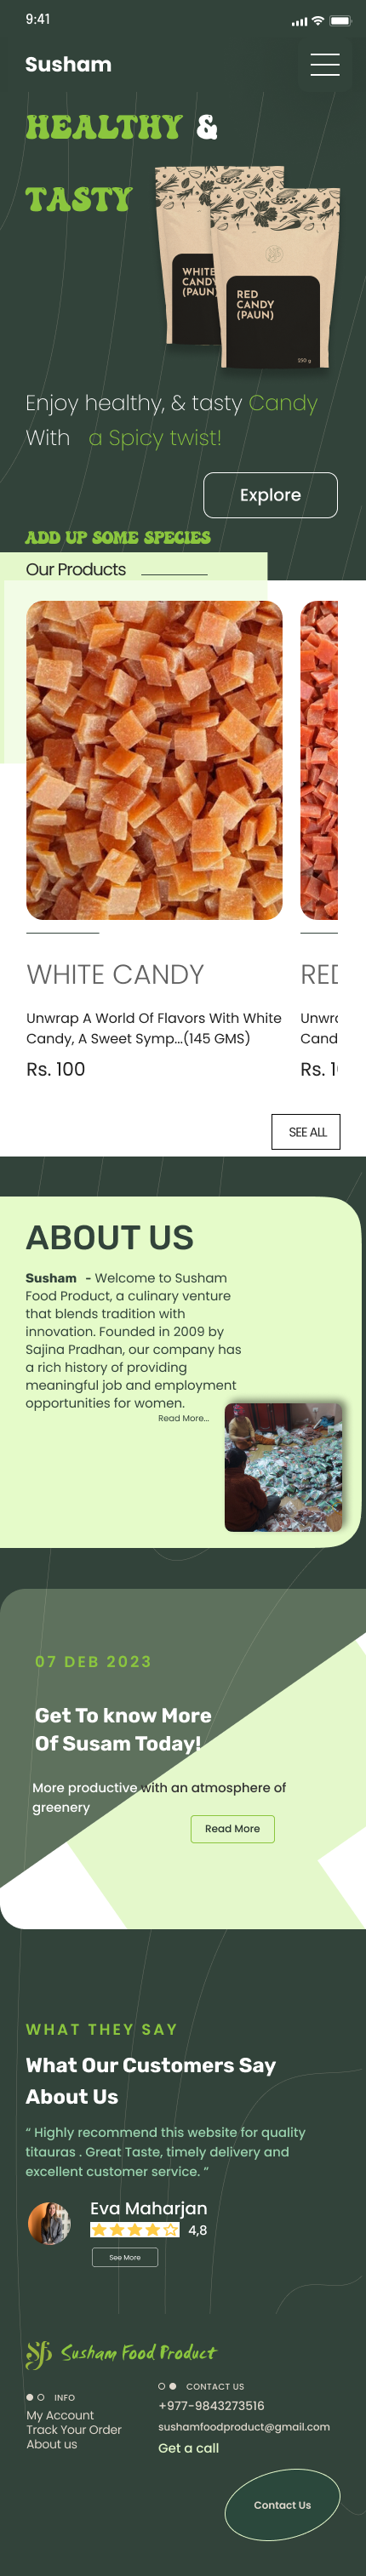 9:41
Susham
HEALTHY &
TASTY
WHITE
CANDY
(PAUN)
RED
CANDY
(PAUN)
150 g
Enjoy healthy, & tasty Candy
With a Spicy twist!
Explore
ADD UP SOME SPECIES
Our Products
WHITE CANDY
Unwrap A World Of Flavors With White
Candy, A Sweet Symp...(145 GMS)
Rs. 100
RED
Unwra
Cand
Rs. 10
SEE ALL
ABOUT US
Susham - Welcome to Susham
Food Product, a culinary venture
that blends tradition with
innovation. Founded in 2009 by
Sajina Pradhan, our company has
a rich history of providing
meaningful job and employment
opportunities for women.
Read More...
07 DEB 2023
Get To know More
Of Susam Today!
More productive with an atmosphere of
greenery
Read More
WHAT THEY SAY
What Our Customers Say
About Us
“ Highly recommend this website for quality
titauras . Great Taste, timely delivery and
excellent customer service. “
Eva Maharjan
4,8
See More
Susham Food Product
INFO
My Account
Track Your Order
About us
CONTACT US
+977-9843273516
sushamfoodproduct@gmail.com
Get a call
Contact Us